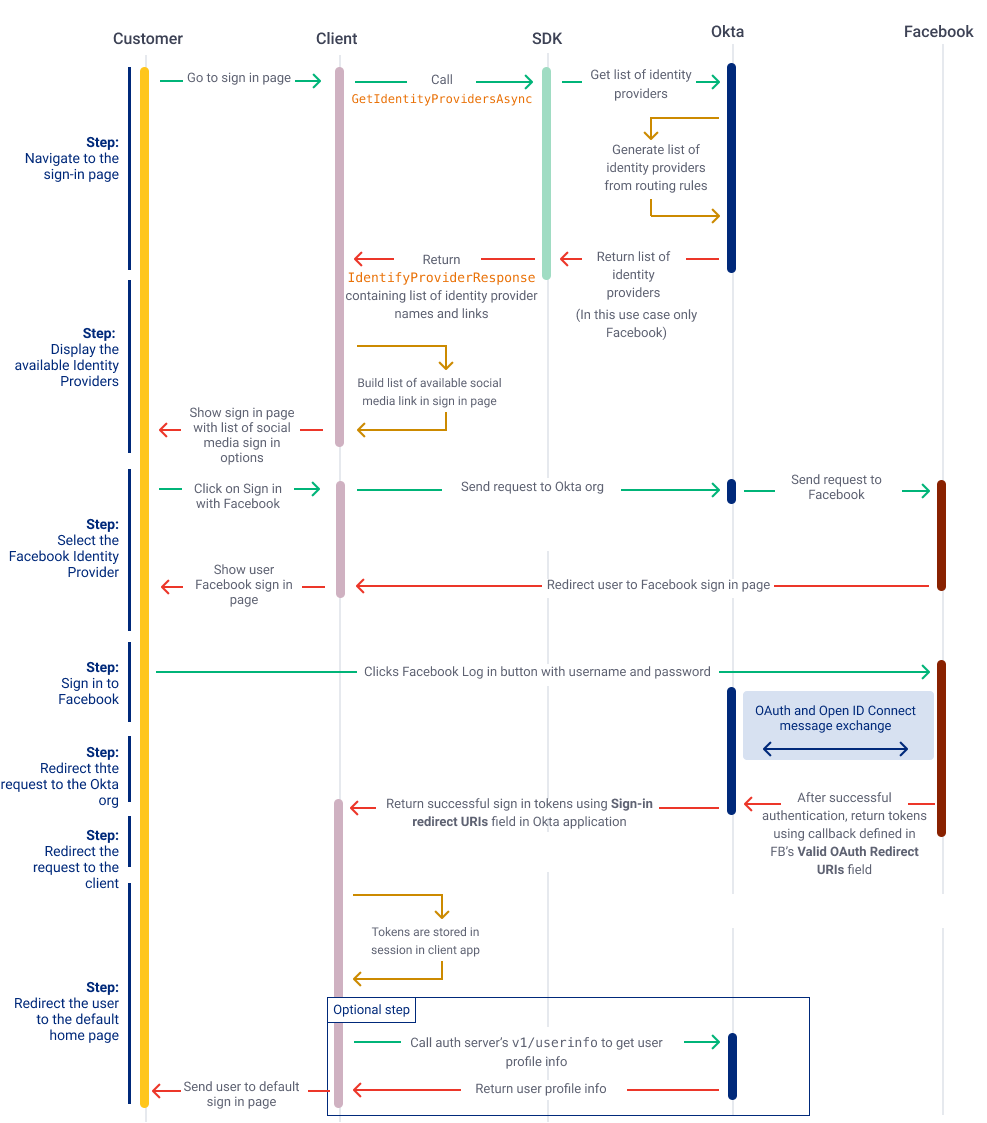 Customer
Client
SDK
Okta
Facebook
Step:
Navigate to the
sign-in page
Go to sign in page
Call
GetIdentityProvidersAsync
Get list of identity
providers
Generate list of
identity providers
from routing rules
Return list of
identity
providers
(In this use case only
Facebook)
Return
IdentifyProviderResponse
containing list of identity provider
names and links
Step:
Display the
available Identity
Providers
Build list of available social
media link in sign in page
Show sign in page
with list of social
media sign in
options
Step:
Select the
Facebook Identity
Provider
Click on Sign in
with Facebook
Send request to Okta org
Send request to
Facebook
Redirect user to Facebook sign in page
Show user
Facebook sign in
page
Step:
Sign in to
Facebook
Clicks Facebook Log in button with username and password
OAuth and Open ID Connect
message exchange
Step:
Redirect thte
request to the Okta
org
After successful
authentication, return tokens
using callback defined in
FB's Valid OAuth Redirect
URIs field
Step:
Redirect the
request to the
client
Return successful sign in tokens using Sign-in
redirect URIs field in Okta application
Tokens are stored in
session in client app
Step:
Redirect the user
to the default
home page
Optional step
Call auth server's v1/userinfo to get user
profile info
Return user profile info
Send user to default
sign in page